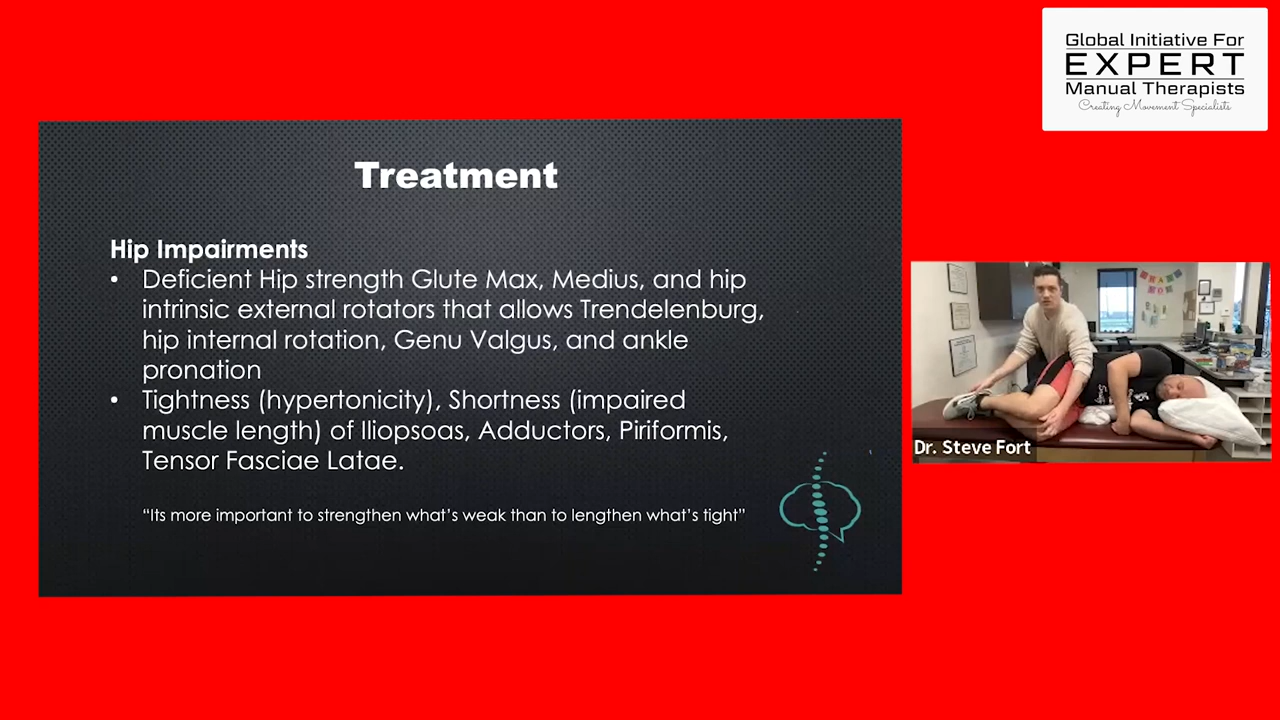 Global Initiative For
EXPERT
Manual Therapists
Creating Movement Specialists
Treatment
Hip Impairments
• Deficient Hip strength Glute Max, Medius, and hip
intrinsic external rotators that allows Trendelenburg,
hip internal rotation, Genu Valgus, and ankle
pronation
• Tightness (hypertonicity), Shortness (impaired
muscle length) of Iliopsoas, Adductors, Piriformis,
Tensor Fasciae Latae.
“Its more important to strengthen what’s weak than to lengthen what’s tight”
Dr. Steve Fort